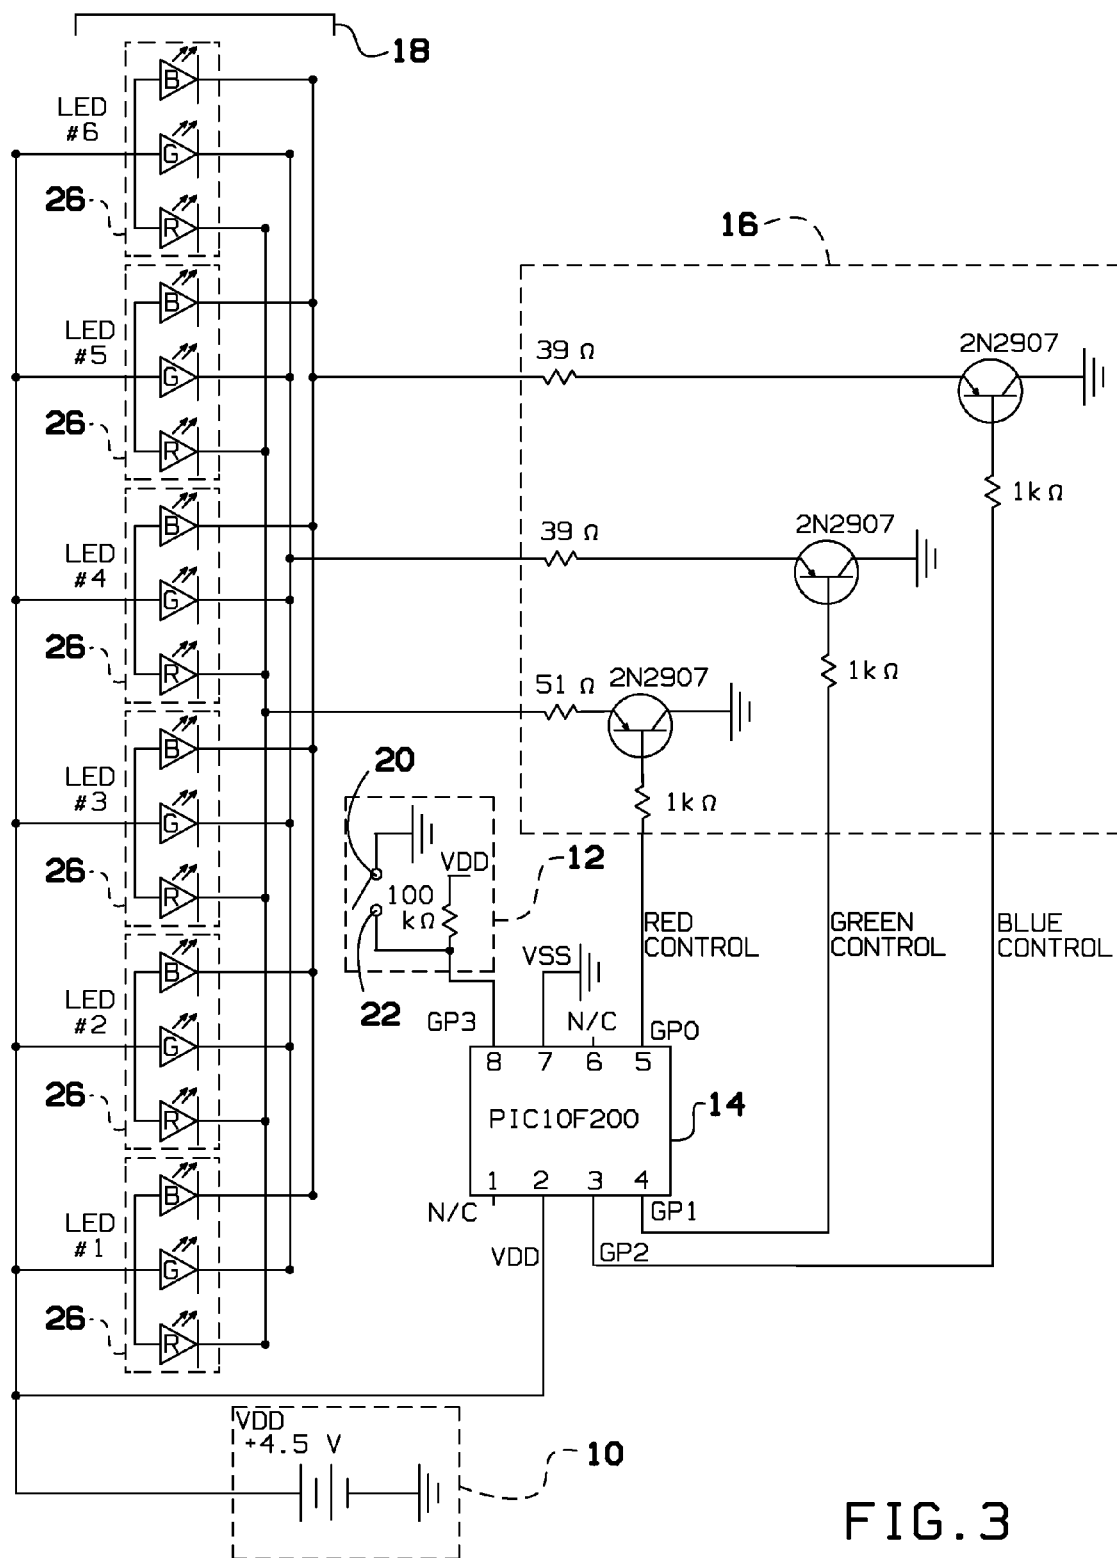 18
B
LED
#6
G
26
R
16
B
LED
#5
G
26
R
39 Ω
2N2907
1kΩ
B
LED
#4
G
26
R
39 Ω
2N2907
1kΩ
51 Ω
2N2907
1kΩ
B
LED
#3
G
26
R
20
VDD
100
kΩ
12
22
RED
CONTROL
GREEN
CONTROL
BLUE
CONTROL
B
LED
#2
G
26
R
VSS
GP3
N/C
GP0
8 7 6 5
PIC10F200
14
1 2 3 4
N/C
GP1
VDD
GP2
B
LED
#1
G
26
R
VDD
+4.5 V
10
FIG.3